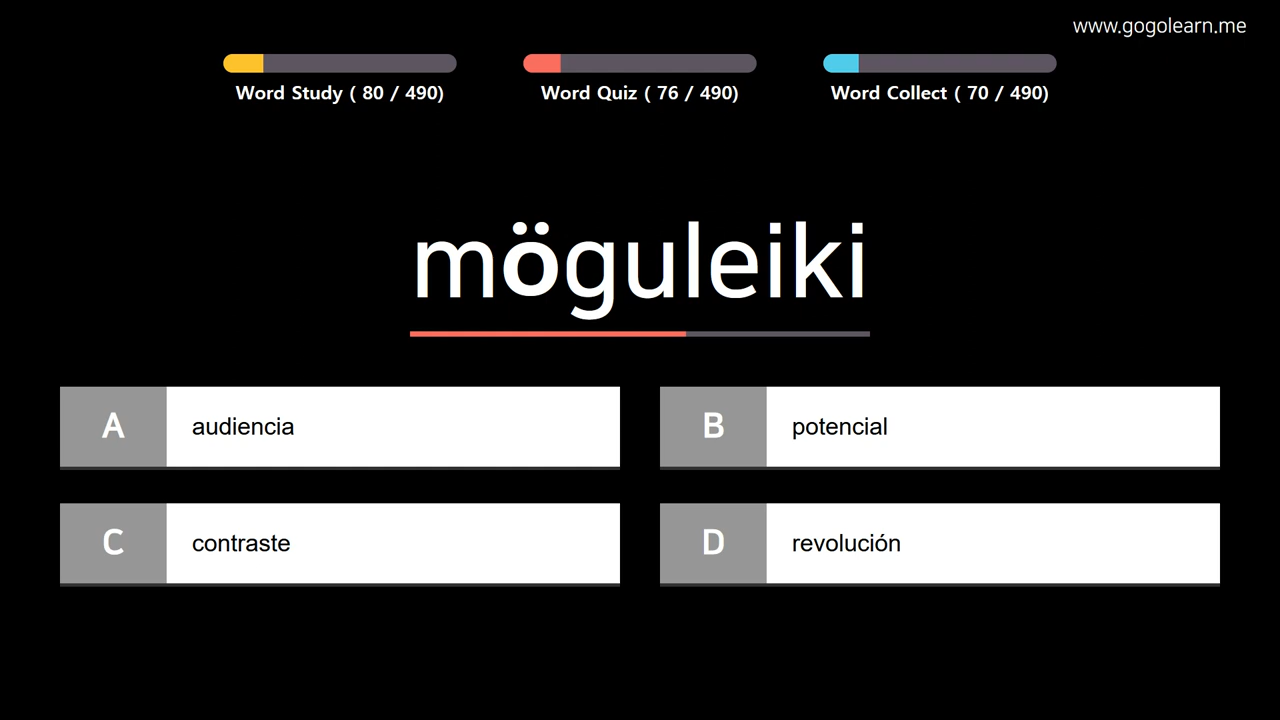 www.gogolearn.me
Word Study ( 80 / 490)
Word Quiz ( 76 / 490)
Word Collect ( 70 / 490)
möguleiki
A audiencia
B potencial
C contraste
D revolución